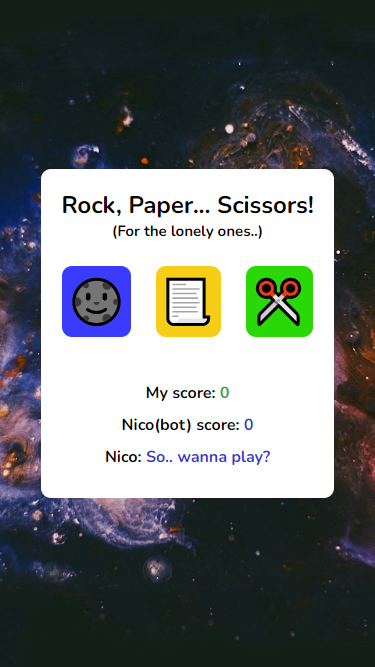 Rock, Paper... Scissors!
(For the lonely ones..)
My score: 0
Nico(bot) score: 0
Nico: So.. wanna play?